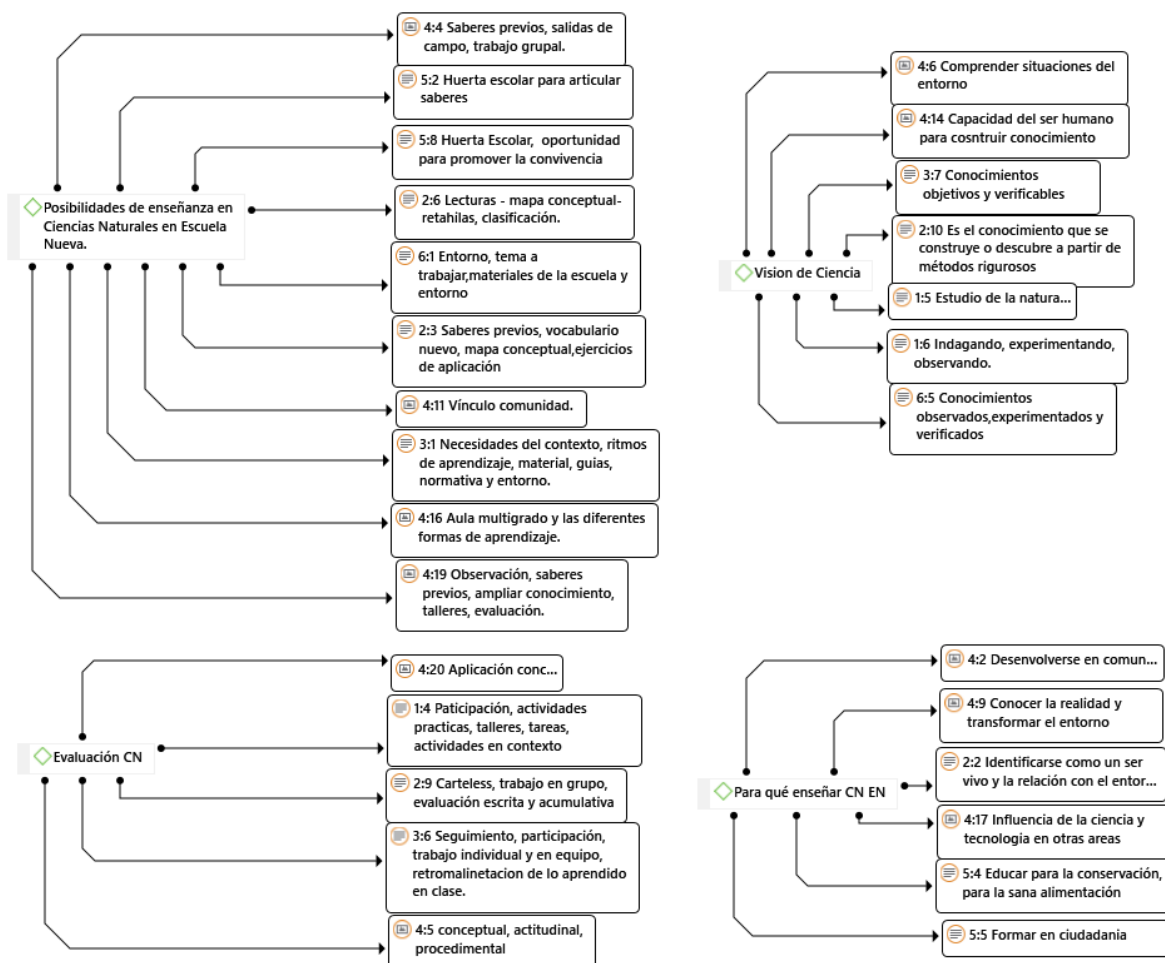 4:4 Saberes previos, salidas de
campo, trabajo grupal.
5:2 Huerta escolar para articular
saberes
5:8 Huerta Escolar, oportunidad
para promover la convivencia
Posibilidades de enseñanza en
Ciencias Naturales en Escuela
Nueva.
2:6 Lecturas - mapa conceptual-
retahilas, clasificación.
6:1 Entorno, tema a
trabajar,materiales de la escuela y
entorno
2:3 Saberes previos, vocabulario
nuevo, mapa conceptual,ejercicios
de aplicación
4:11 Vínculo comunidad.
3:1 Necesidades del contexto, ritmos
de aprendizaje, material, guias,
normativa y entorno.
4:16 Aula multigrado y las diferentes
formas de aprendizaje.
4:19 Observación, saberes
previos, ampliar conocimiento,
talleres, evaluación.
4:6 Comprender situaciones del
entorno
4:14 Capacidad del ser humano
para cosntruir conocimiento
3:7 Conocimientos
objetivos y verificables
2:10 Es el conocimiento que se
construye o descubre a partir de
métodos rigurosos
Vision de Ciencia
1:5 Estudio de la natura...
1:6 Indagando, experimentando,
observando.
6:5 Conocimientos
observados,experimentados y
verificados
4:20 Aplicación conc...
1:4 Paticipación, actividades
practicas, talleres, tareas,
actividades en contexto
Evaluación CN
2:9 Carteless, trabajo en grupo,
evaluación escrita y acumulativa
3:6 Seguimiento, participación,
trabajo individual y en equipo,
retromalinetacion de lo aprendido
en clase.
4:5 conceptual, actitudinal,
procedimental
4:2 Desenvolverse en comun...
4:9 Conocer la realidad y
transformar el entorno
2:2 Identificarse como un ser
vivo y la relación con el entor...
Para qué enseñar CN EN
4:17 Influencia de la ciencia y
tecnologia en otras areas
5:4 Educar para la conservación,
para la sana alimentación
5:5 Formar en ciudadania